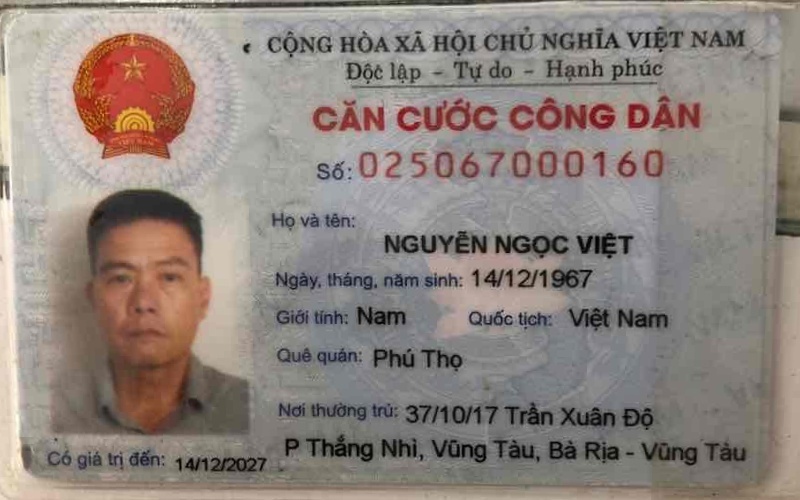 CỘNG HÒA XÃ HỘI CHỦ NGHĨA VIỆT NAM
Độc lập - Tự do - Hạnh phúc
CĂN CƯỚC CÔNG DÂN
Số: 025067000160
Họ và tên:
NGUYỄN NGỌC VIỆT
Ngày, tháng, năm sinh: 14/12/1967
Giới tính: Nam Quốc tịch: Việt Nam
Quê quán: Phú Thọ
Nơi thường trú: 37/10/17 Trần Xuân Độ
P Thắng Nhì, Vũng Tàu, Bà Rịa - Vũng Tàu
Có giá trị đến: 14/12/2027